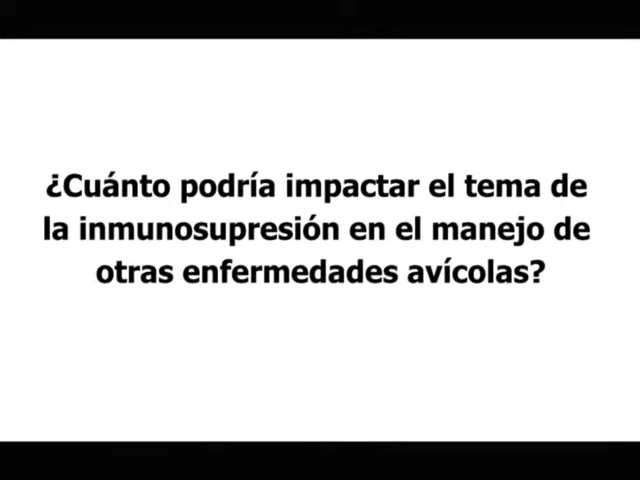 ¿Cuánto podría impactar el tema de
la inmunosupresión en el manejo de
otras enfermedades avícolas?